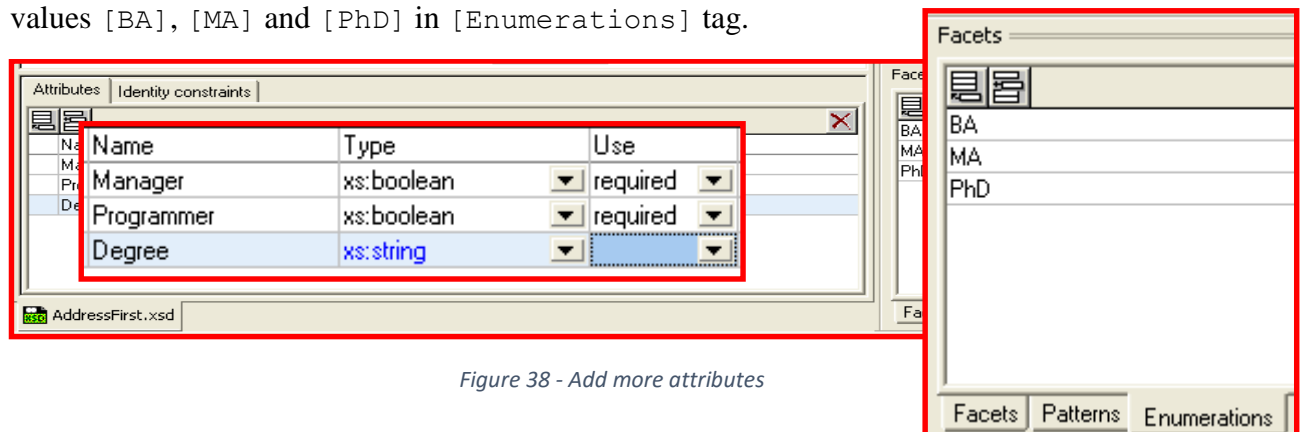 values [BA], [MA] and [PhD] in [Enumerations] tag.
Attributes Identity constraints
Name Type Use
Manager xs:boolean required
Programmer xs:boolean required
Degree xs:string
AddressFirst.xsd
BA
MA
Facets
BA
MA
PhD
Facets Patterns Enumerations
Figure 38 - Add more attributes